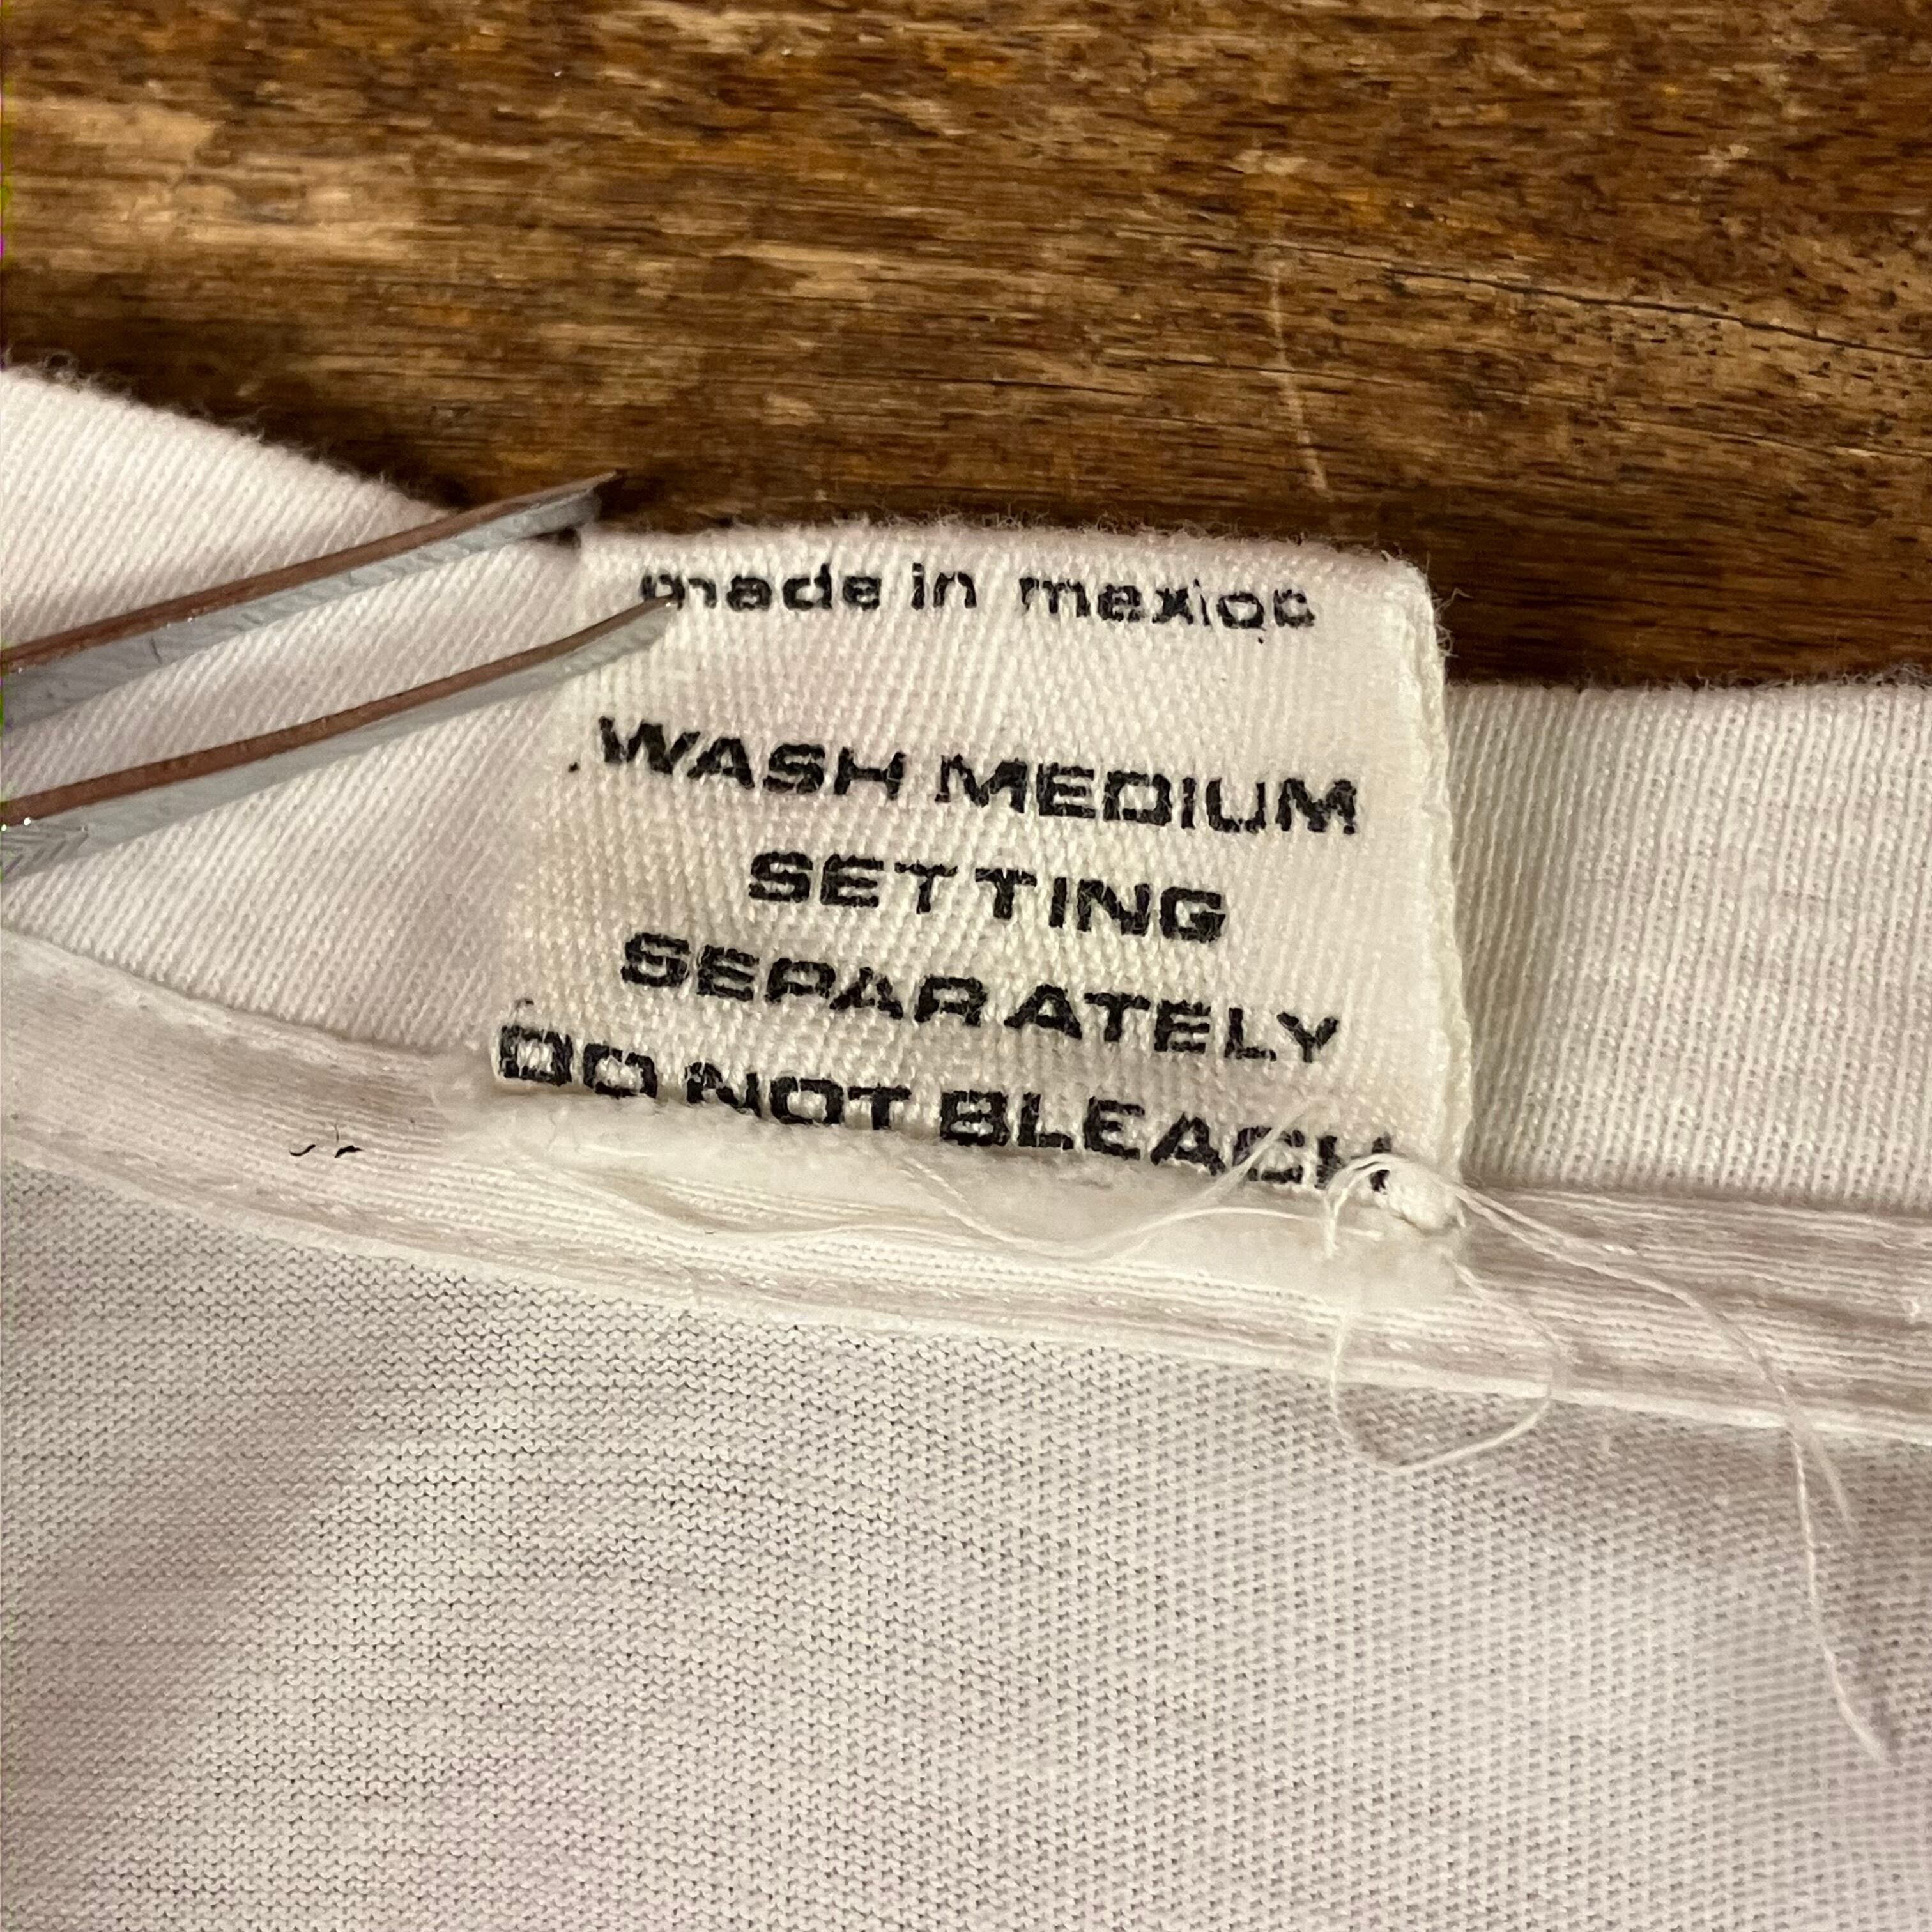 made in mexico
WASH MEDIUM
SETTING
SEPARATELY
DO NOT BLEACH